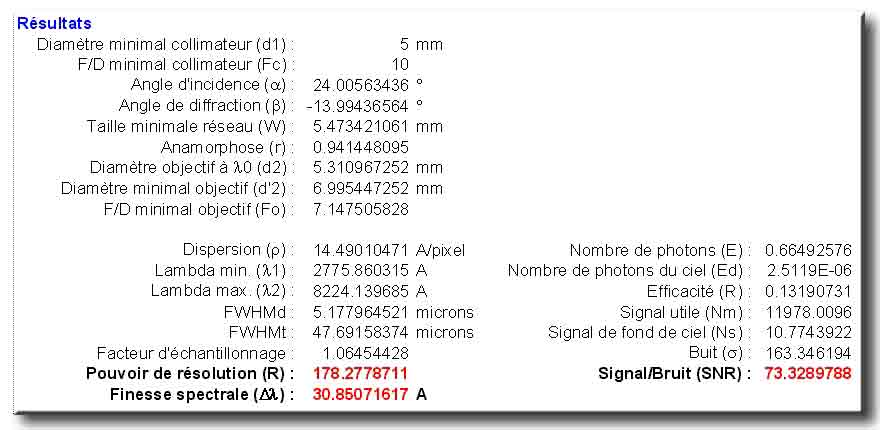 Résultats
Diamètre minimal collimateur (d1) : 5 mm
F/D minimal collimateur (Fc) : 10
Angle d'incidence (α) : 24.00563436 °
Angle de diffraction (β) : -13.99436564 °
Taille minimale réseau (W) : 5.473421061 mm
Anamorphose (r) : 0.941448095
Diamètre objectif à λ0 (d2) : 5.310967252 mm
Diamètre minimal objectif (d'2) : 6.995447252 mm
F/D minimal objectif (Fo) : 7.147505828
Dispersion (ρ) : 14.49010471 A/pixel Nombre de photons (E) : 0.66492576
Lambda min. (λ1) : 2775.860315 A Nombre de photons du ciel (Ed) : 2.5119E-06
Lambda max. (λ2) : 8224.139685 A Efficacité (R) : 0.13190731
FWHMd : 5.177964521 microns Signal utile (Nm) : 11978.0096
FWHMt : 47.69158374 microns Signal de fond de ciel (Ns) : 10.7743922
Facteur d'échantillonnage : 1.06454428 Buit (σ) : 163.346194
Pouvoir de résolution (R) : 178.2778711 Signal/Bruit (SNR) : 73.3289788
Finesse spectrale (Δλ) : 30.85071617 A